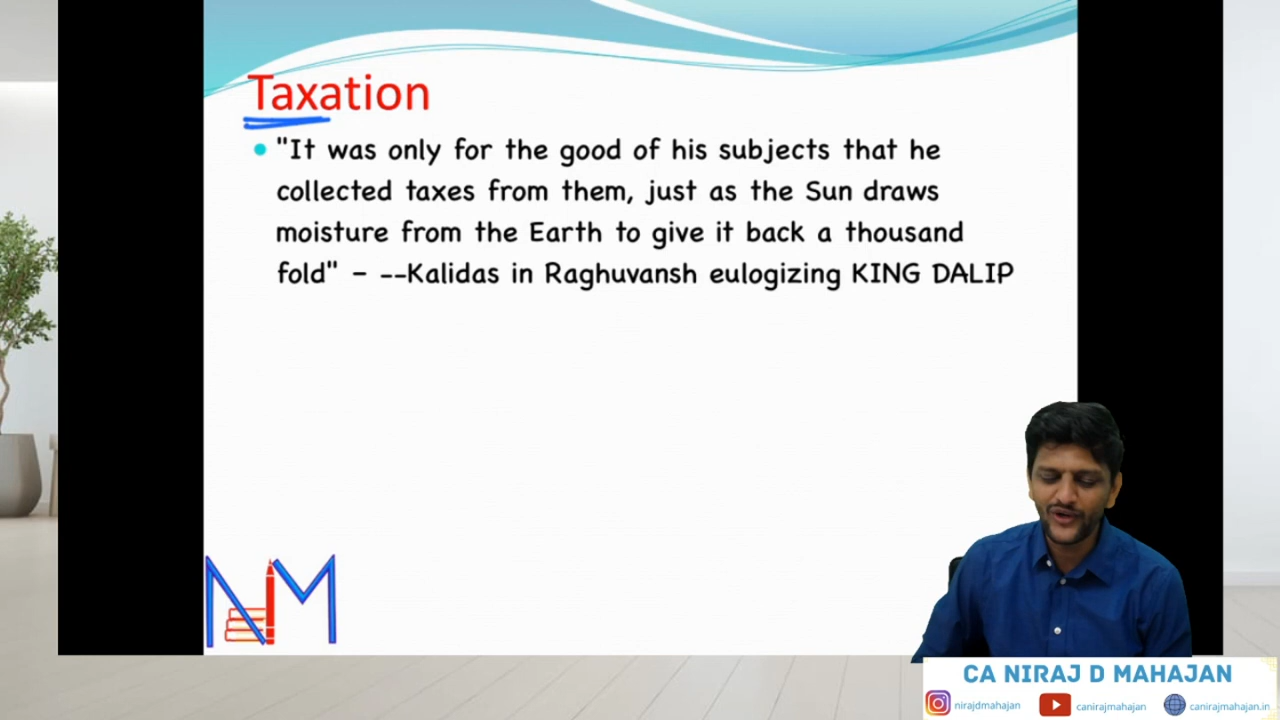 Taxation
"It was only for the good of his subjects that he
collected taxes from them, just as the Sun draws
moisture from the Earth to give it back a thousand
fold" – --Kalidas in Raghuvansh eulogizing KING DALIP
NM
CA NIRAJ D MAHAJAN
nirajdmahajan canirajmahajan canirajmahajan.in